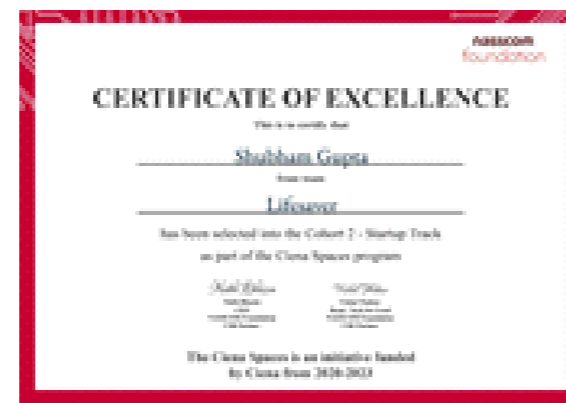 nasscom
foundation
CERTIFICATE OF EXCELLENCE
This is to certify that
Shubham Gupta
from team
Lifesaver
has been selected into the Cohort 2 - Startup Track
as part of the Ciena Spaces program
The Ciena Spaces is an initiative funded
by Ciena from 2020-2023